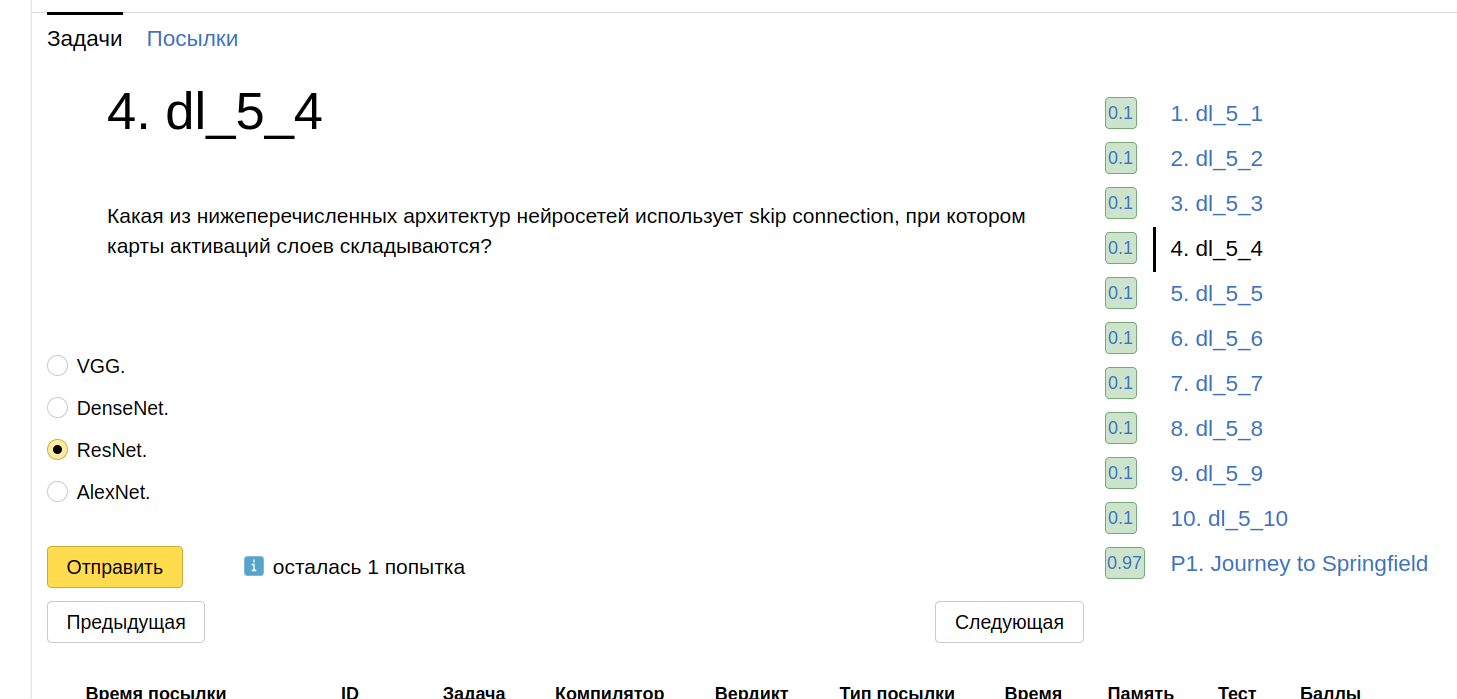 Задачи Посылки
4. dl_5_4
Какая из нижеперечисленных архитектур нейросетей использует skip connection, при котором
карты активаций слоев складываются?
VGG.
DenseNet.
ResNet.
AlexNet.
Отправить
i осталась 1 попытка
Предыдущая
Следующая
0.1 1. dl_5_1
0.1 2. dl_5_2
0.1 3. dl_5_3
0.1 4. dl_5_4
0.1 5. dl_5_5
0.1 6. dl_5_6
0.1 7. dl_5_7
0.1 8. dl_5_8
0.1 9. dl_5_9
0.1 10. dl_5_10
0.97 P1. Journey to Springfield
Время посылки ID Задача Компилятор Вердикт Тип посылки Время Память Тест Баллы